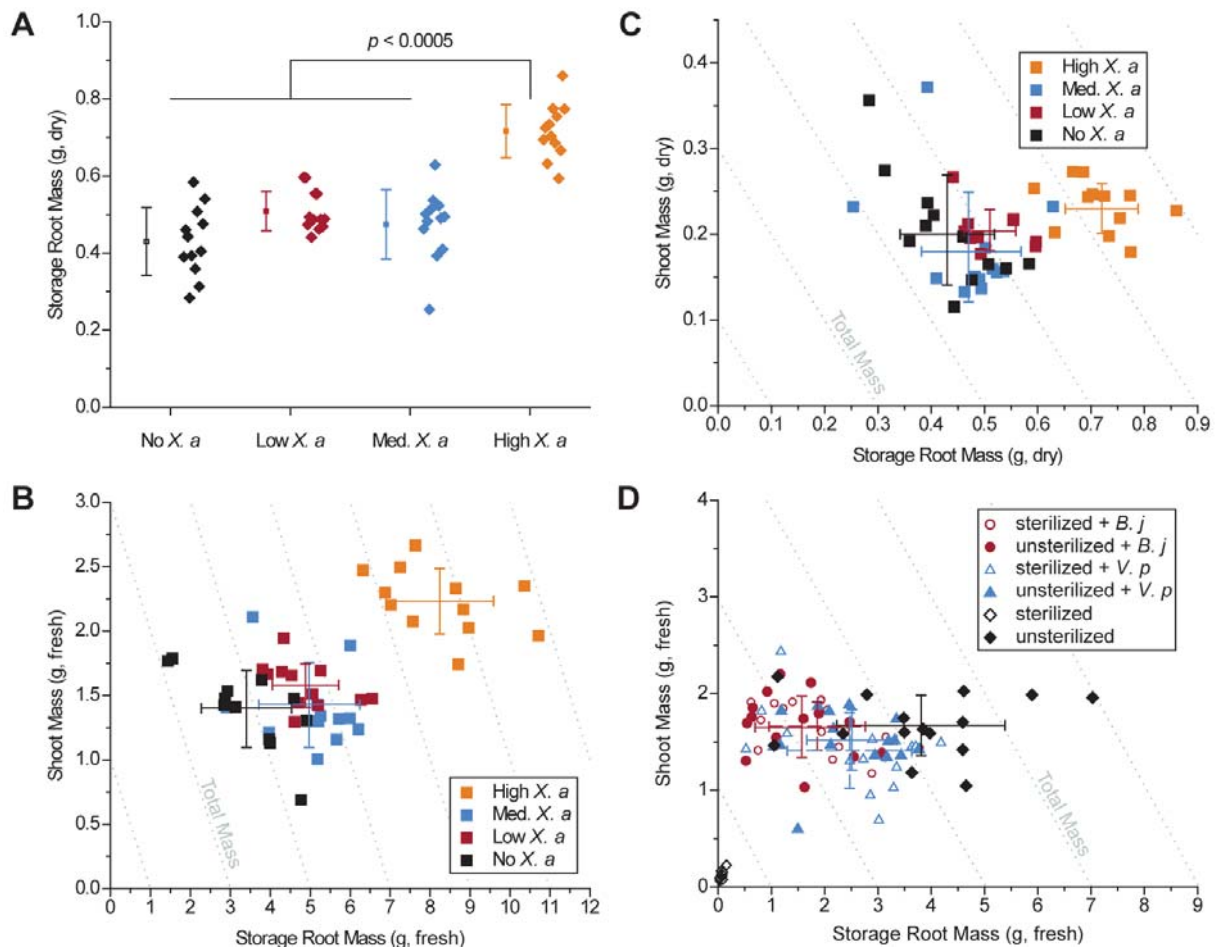 A
p < 0.0005
Storage Root Mass (g, dry)
1.0
0.8
0.6
0.4
0.2
0.0
No X. a
Low X. a
Med. X. a
High X. a
C
High X. a
Med. X. a
Low X. a
No X. a
Shoot Mass (g, dry)
0.4
0.3
0.2
0.1
0.0
Total Mass
0.0 0.1 0.2 0.3 0.4 0.5 0.6 0.7 0.8 0.9
Storage Root Mass (g, dry)
B
Shoot Mass (g, fresh)
3.0
2.5
2.0
1.5
1.0
0.5
0.0
Total Mass
High X. a
Med. X. a
Low X. a
No X. a
0 1 2 3 4 5 6 7 8 9 10 11 12
Storage Root Mass (g, fresh)
D
sterilized + B. j
unsterilized + B. j
sterilized + V. p
unsterilized + V. p
sterilized
unsterilized
Shoot Mass (g, fresh)
4
3
2
1
0
Total Mass
0 1 2 3 4 5 6 7 8 9
Storage Root Mass (g, fresh)